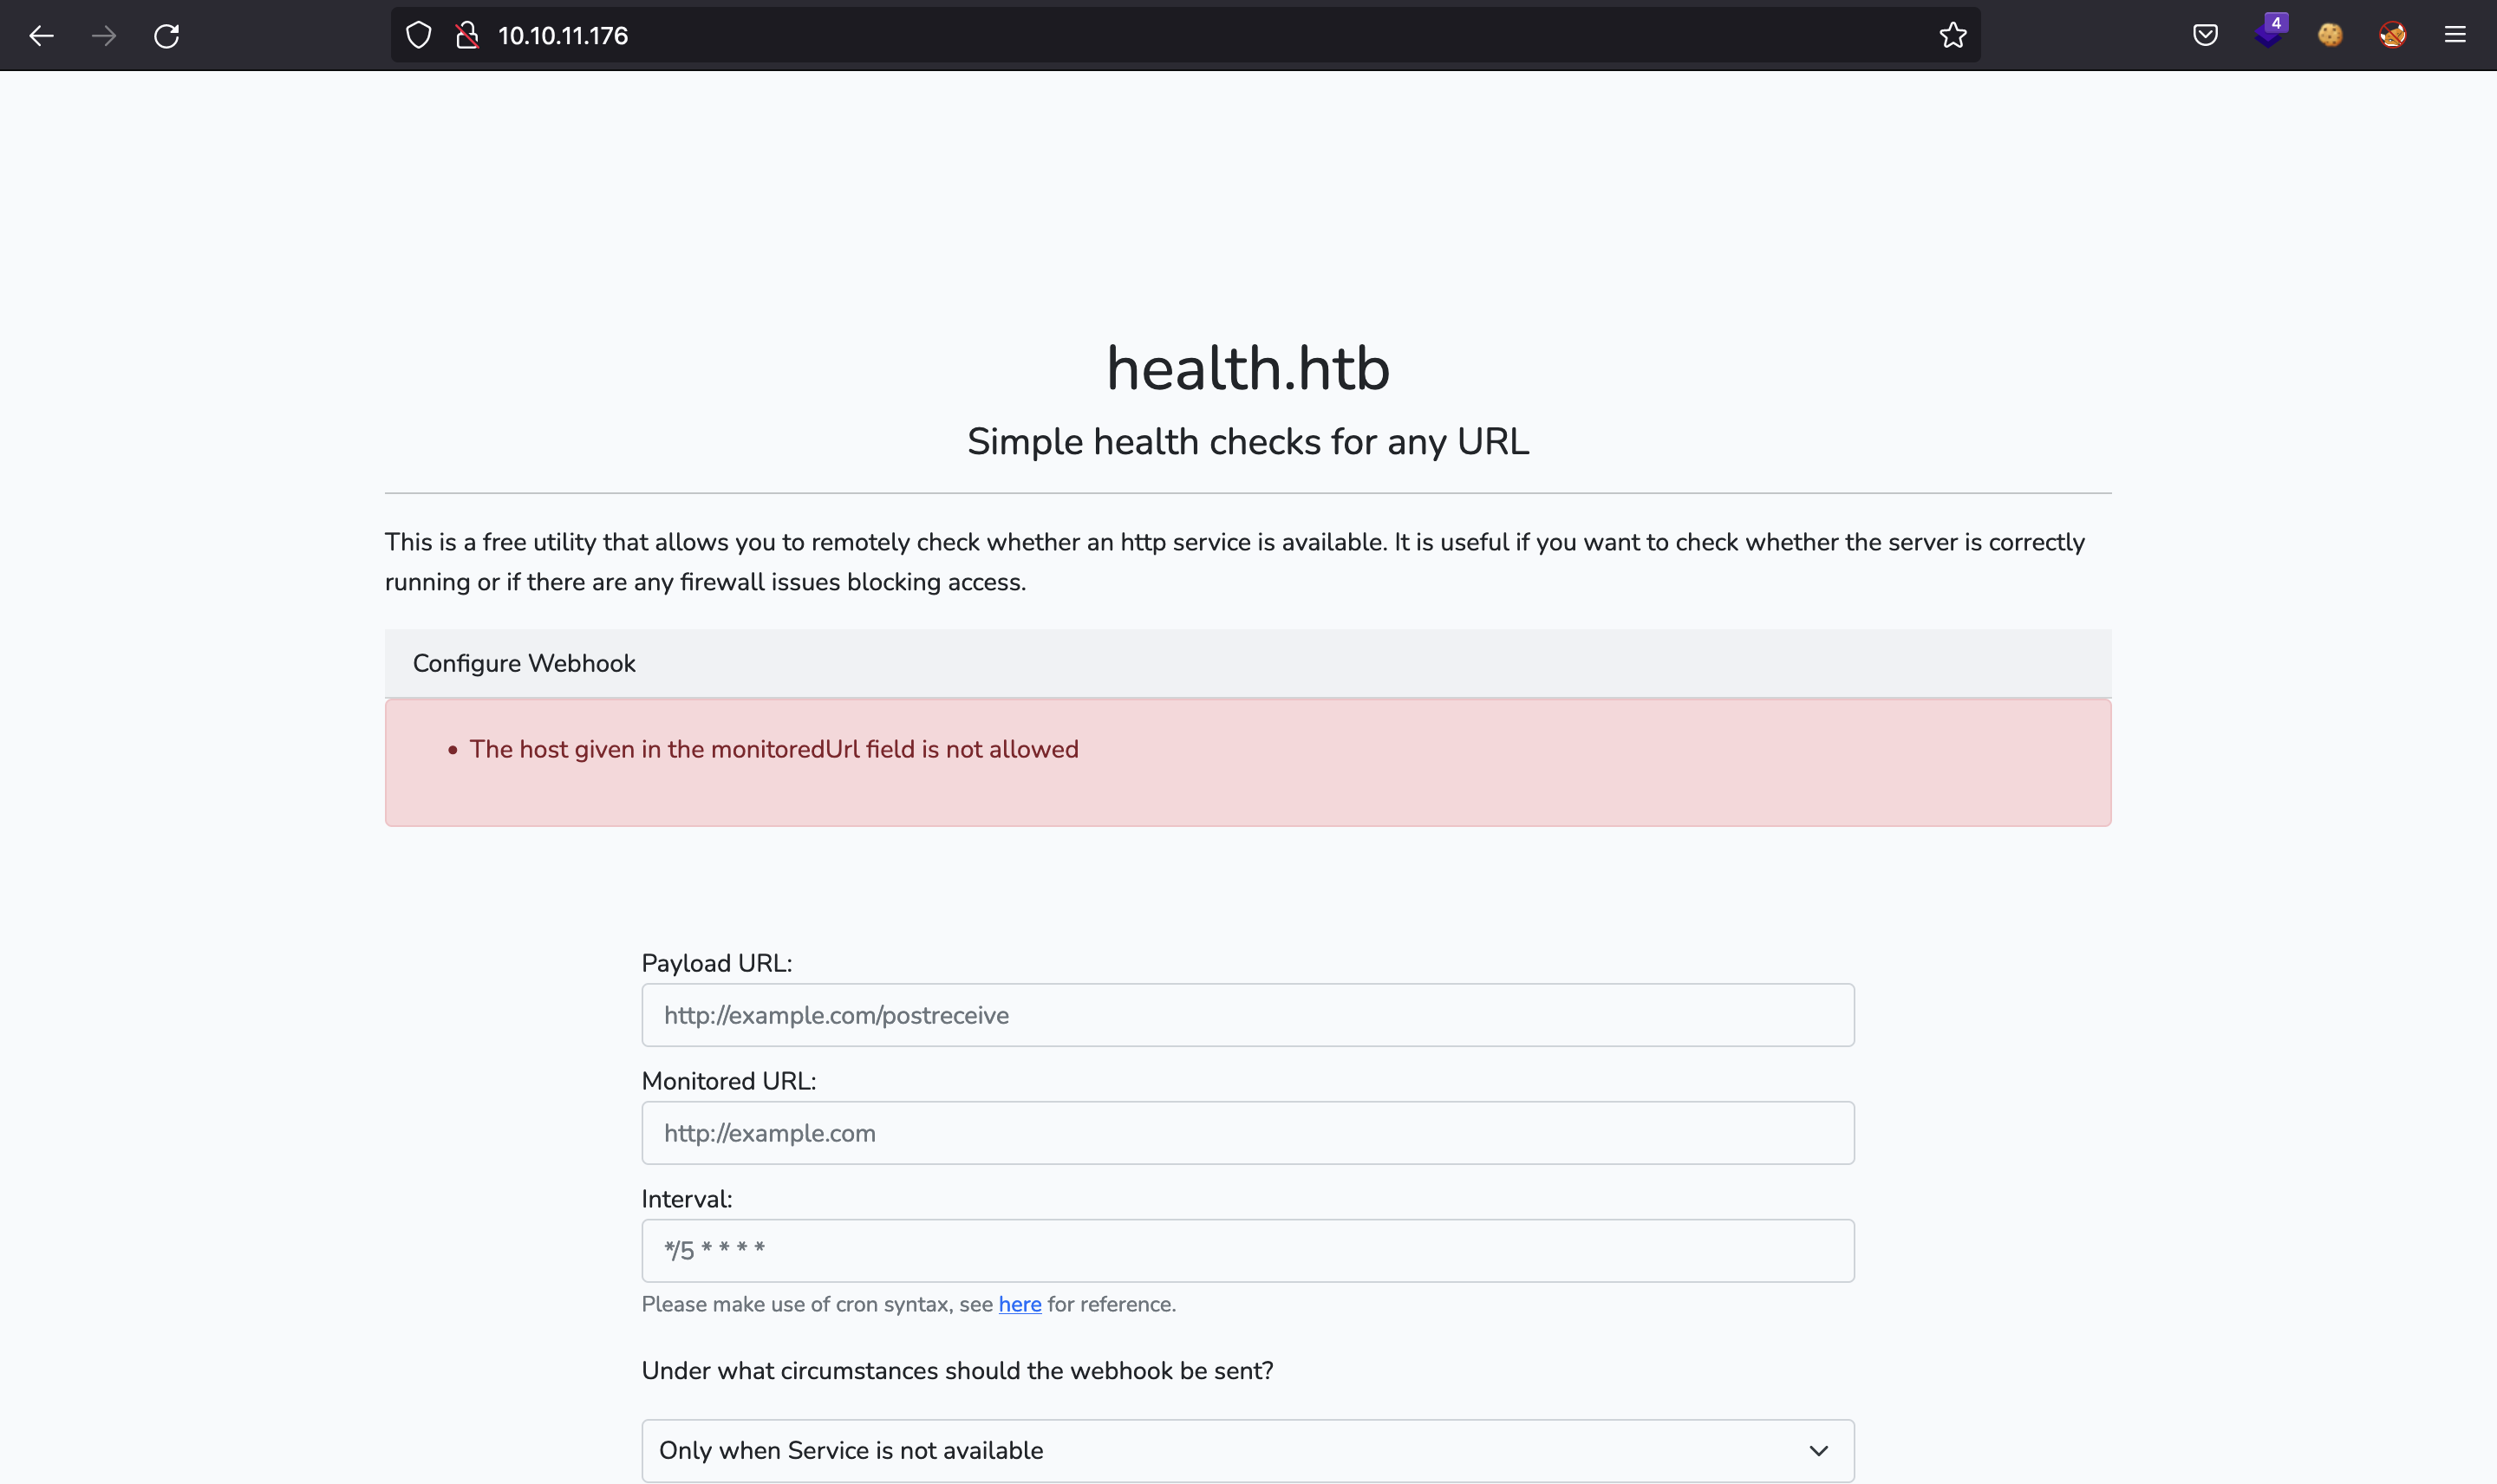 10.10.11.176
4
health.htb
Simple health checks for any URL
This is a free utility that allows you to remotely check whether an http service is available. It is useful if you want to check whether the server is correctly
running or if there are any firewall issues blocking access.
Configure Webhook
• The host given in the monitoredUrl field is not allowed
Payload URL:
http://example.com/postreceive
Monitored URL:
http://example.com
Interval:
*/5 * * * *
Please make use of cron syntax, see here for reference.
Under what circumstances should the webhook be sent?
Only when Service is not available